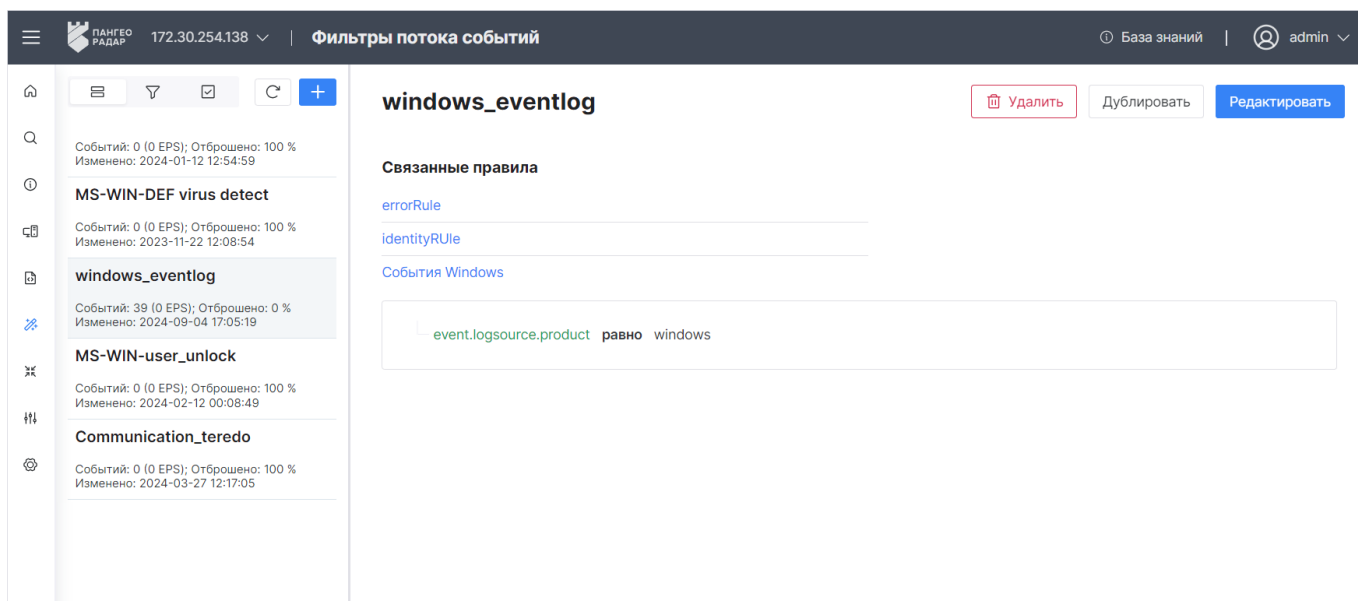 ПАНГЕО
РАДАР
172.30.254.138
|
Фильтры потока событий
База знаний
|
admin
Событий: 0 (0 EPS); Отброшено: 100 %
Изменено: 2024-01-12 12:54:59
MS-WIN-DEF virus detect
Событий: 0 (0 EPS); Отброшено: 100 %
Изменено: 2023-11-22 12:08:54
windows_eventlog
Событий: 39 (0 EPS); Отброшено: 0 %
Изменено: 2024-09-04 17:05:19
MS-WIN-user_unlock
Событий: 0 (0 EPS); Отброшено: 100 %
Изменено: 2024-02-12 00:08:49
Communication_teredo
Событий: 0 (0 EPS); Отброшено: 100 %
Изменено: 2024-03-27 12:17:05
windows_eventlog
Удалить
Дублировать
Редактировать
Связанные правила
errorRule
identityRUle
События Windows
event.logsource.product равно windows